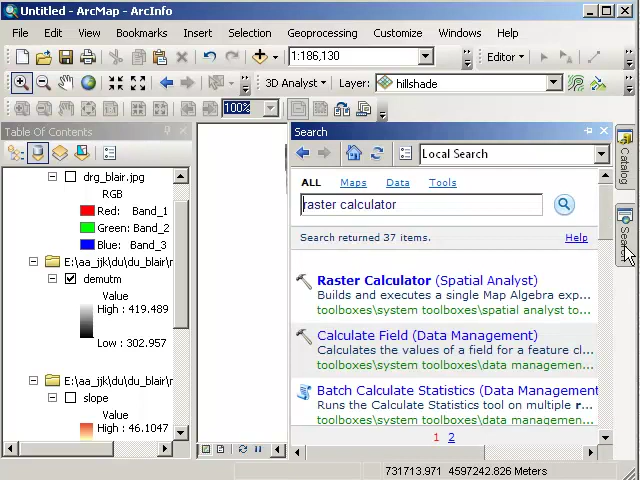 Untitled - ArcMap - ArcInfo
File Edit View Bookmarks Insert Selection Geoprocessing Customize Windows Help
1:186,130 Editor
3D Analyst Layer: hillshade
100%
Table Of Contents
drg_blair.jpg
RGB
Red: Band_1
Green: Band_2
Blue: Band_3
E:\aa_jjk\du\du_blair\r
demutm
Value
High : 419.489
Low : 302.957
E:\aa_jjk\du\du_blair\r
slope
Value
High : 46.1047
Search
Local Search
ALL Maps Data Tools
raster calculator
Search returned 37 items. Help
Raster Calculator (Spatial Analyst)
Builds and executes a single Map Algebra exp...
toolboxes\system toolboxes\spatial analyst to...
Calculate Field (Data Management)
Calculates the values of a field for a feature cl...
toolboxes\system toolboxes\data managemen...
Batch Calculate Statistics (Data Management
Runs the Calculate Statistics tool on multiple r...
toolboxes\system toolboxes\data managemen...
1 2
Catalog
Search
731713.971 4597242.826 Meters